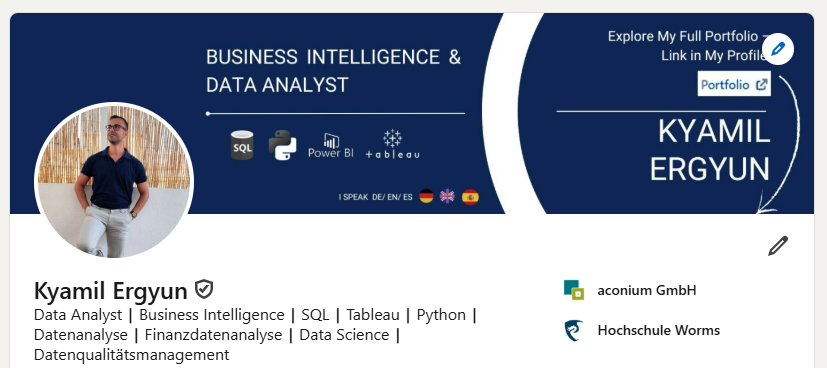 BUSINESS INTELLIGENCE &
DATA ANALYST
SQL
Power BI
+ a b l e a u
I SPEAK DE/ EN/ ES
Explore My Full Portfolio –
Link in My Profile
Portfolio
KYAMIL
ERGYUN
Kyamil Ergyun
Data Analyst | Business Intelligence | SQL | Tableau | Python |
Datenanalyse | Finanzdatenanalyse | Data Science |
Datenqualitätsmanagement
aconium GmbH
Hochschule Worms